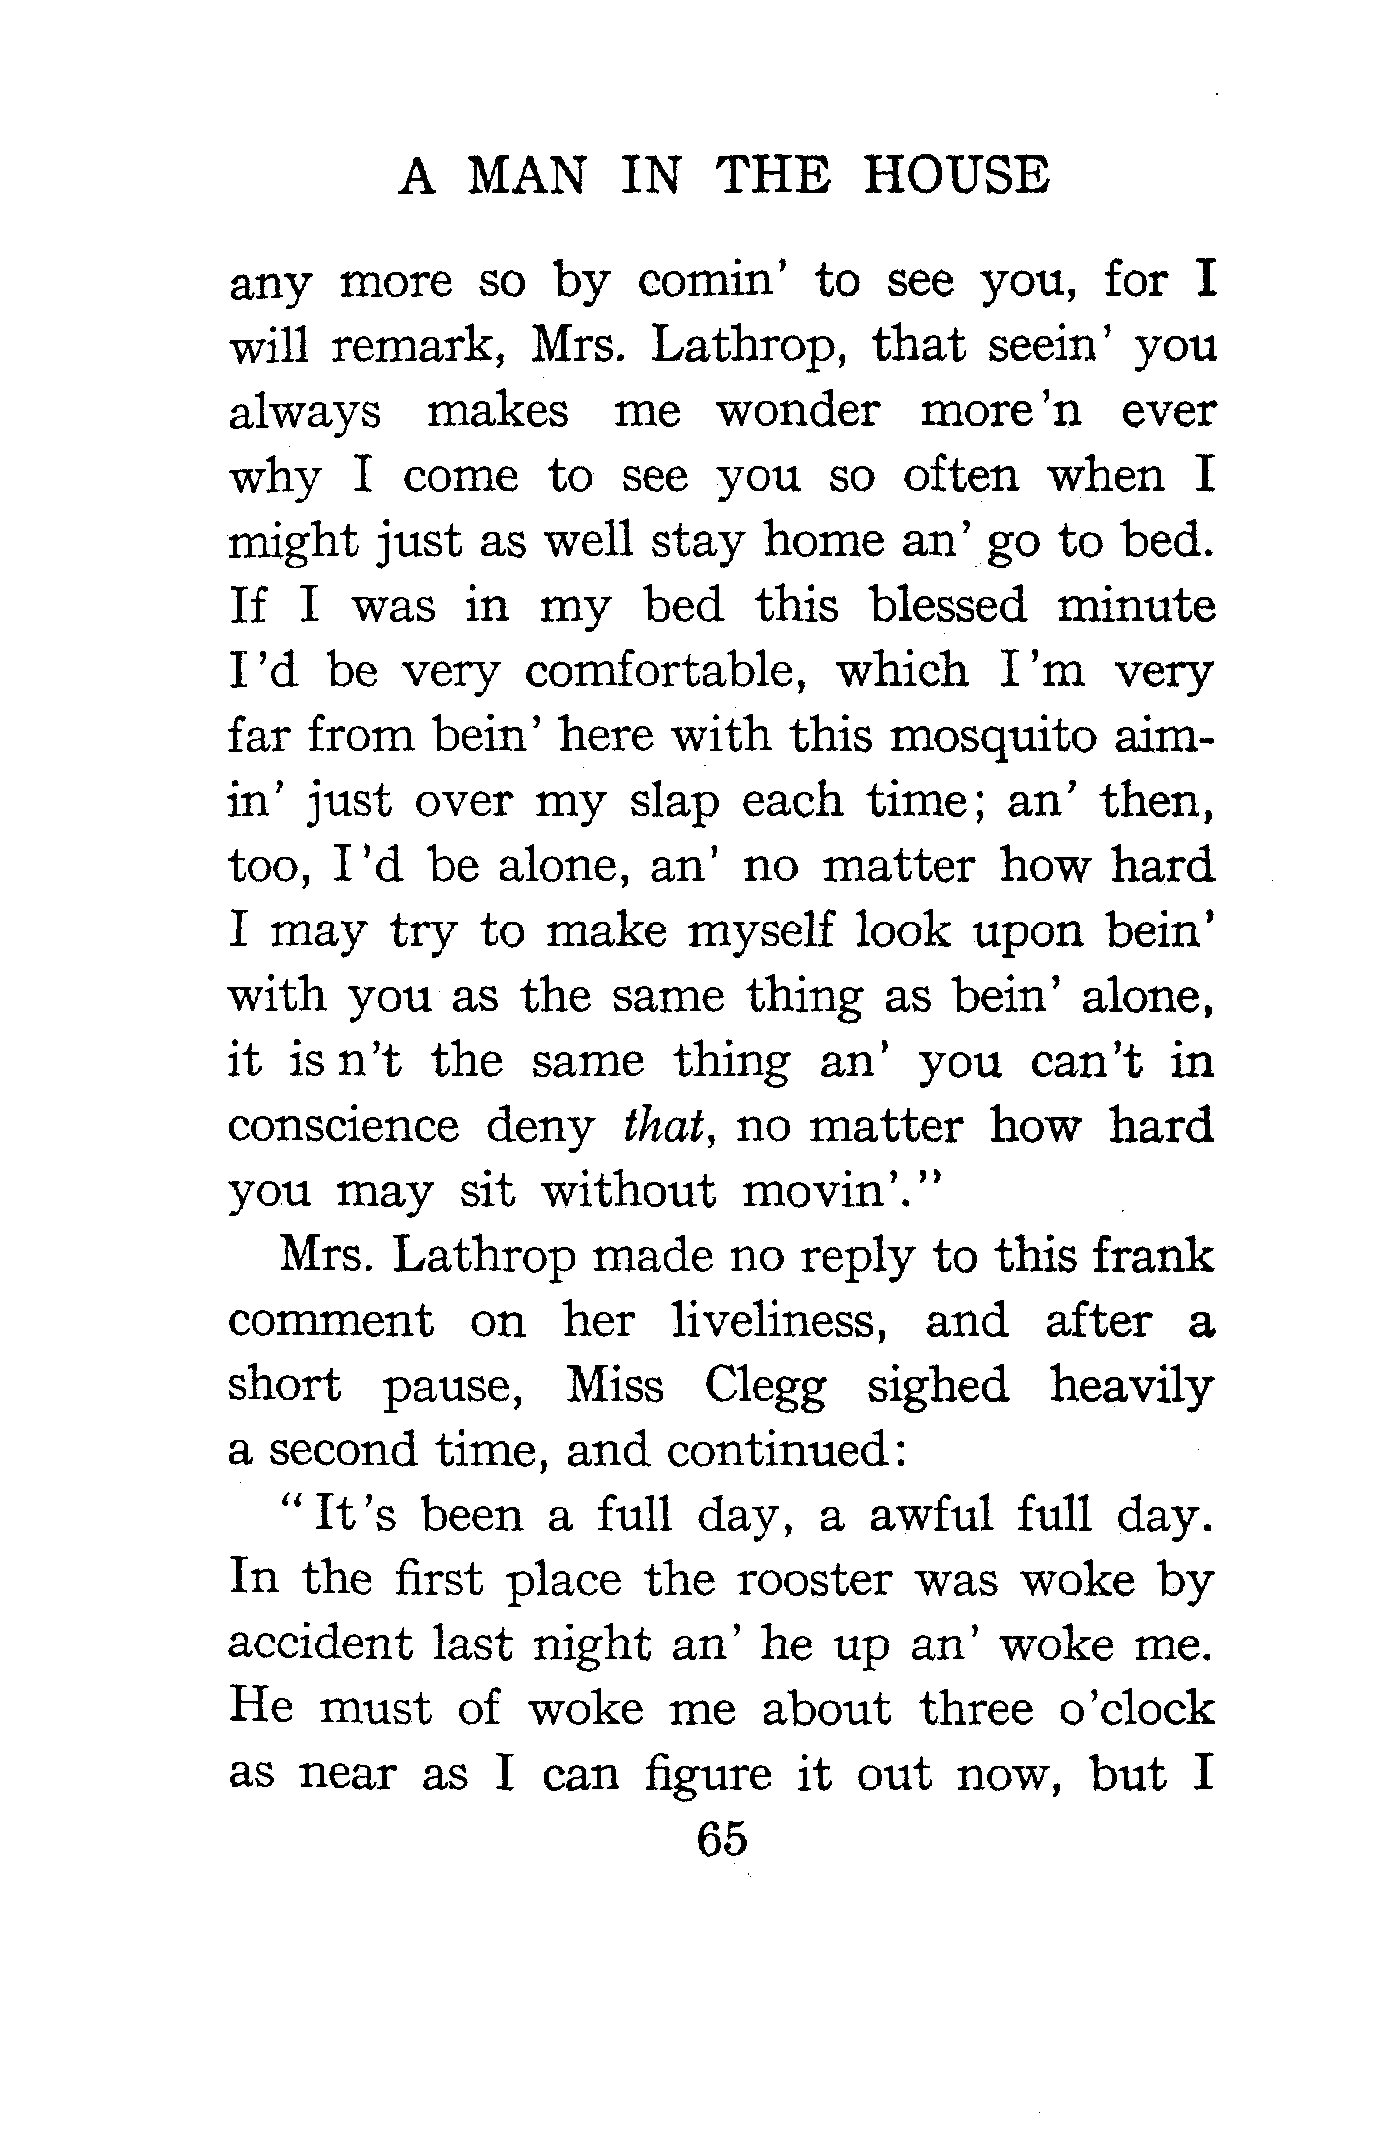 A MAN IN THE HOUSE
any more so by comin' to see you, for I
will remark, Mrs. Lathrop, that seein' you
always makes me wonder more 'n ever
why I come to see you so often when I
might just as well stay home an' go to bed.
If I was in my bed this blessed minute
I 'd be very comfortable, which I 'm very
far from bein' here with this mosquito aim-
in' just over my slap each time; an' then,
too, I 'd be alone, an' no matter how hard
I may try to make myself look upon bein'
with you as the same thing as bein' alone,
it is n't the same thing an' you can't in
conscience deny that, no matter how hard
you may sit without movin'."
Mrs. Lathrop made no reply to this frank
comment on her liveliness, and after a
short pause, Miss Clegg sighed heavily
a second time, and continued:
"It 's been a full day, a awful full day.
In the first place the rooster was woke by
accident last night an' he up an' woke me.
He must of woke me about three o'clock
as near as I can figure it out now, but I
65